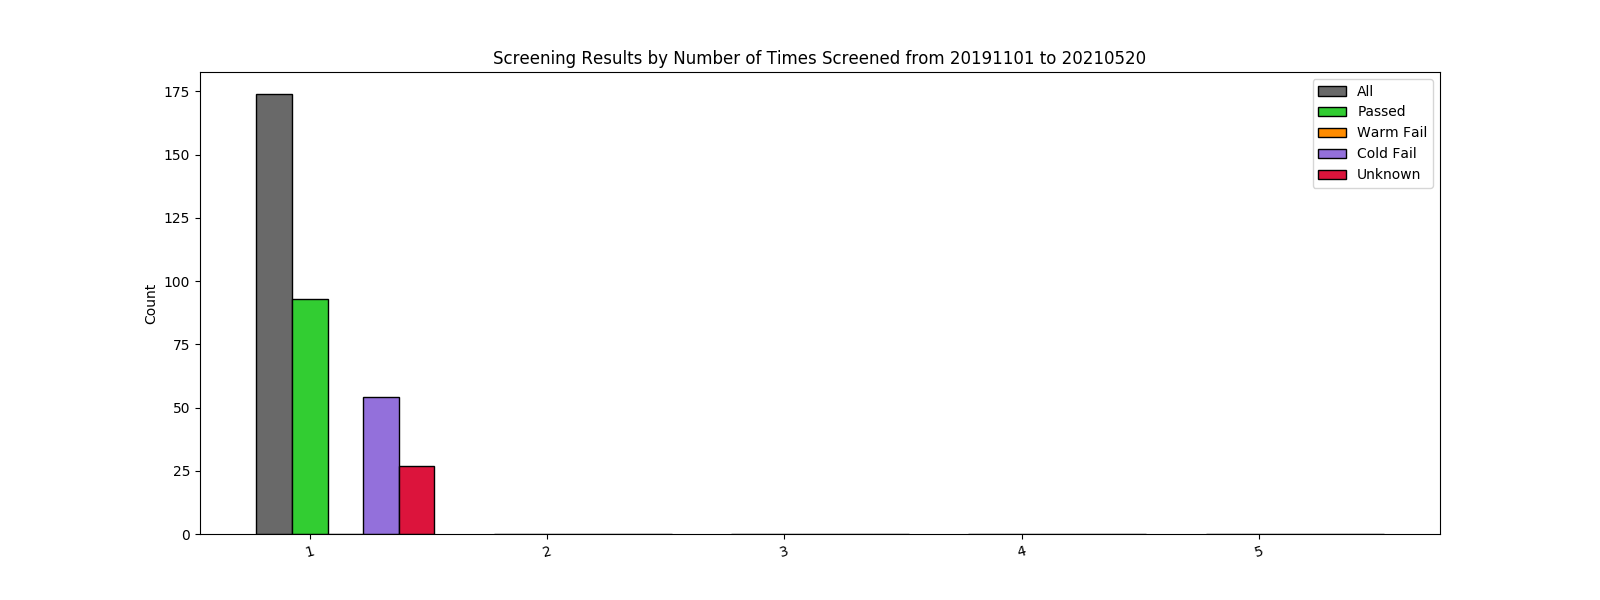 Screening Results by Number of Times Screened from 20191101 to 20210520
All
Passed
Warm Fail
Cold Fail
Unknown
Count
175
150
125
100
75
50
25
0
1
2
3
4
5